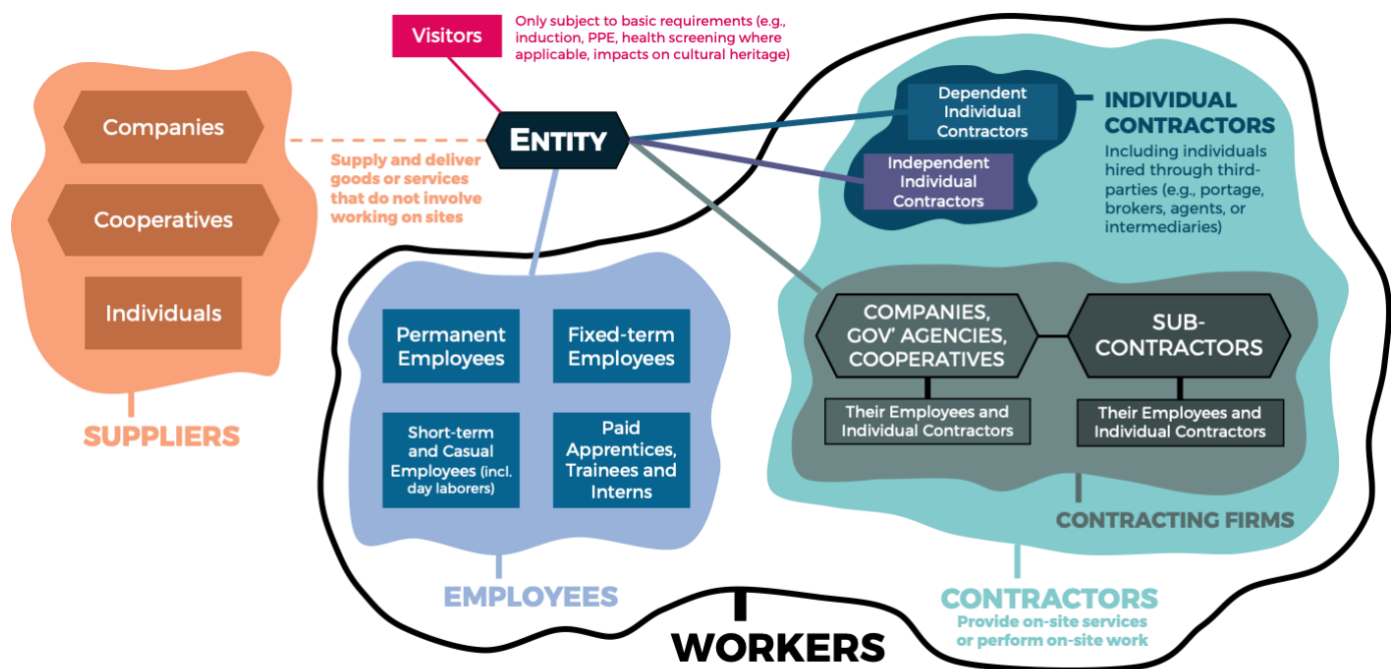 Visitors
Only subject to basic requirements (e.g.,
induction, PPE, health screening where
applicable, impacts on cultural heritage)
ENTITY
Companies
Cooperatives
Individuals
SUPPLIERS
Supply and deliver
goods or services
that do not involve
working on sites
Permanent
Employees
Fixed-term
Employees
Short-term
and Casual
Employees (incl.
day laborers)
Paid
Apprentices,
Trainees and
Interns
EMPLOYEES
Dependent
Individual
Contractors
Independent
Individual
Contractors
INDIVIDUAL
CONTRACTORS
Including individuals
hired through third-
parties (e.g., portage,
brokers, agents, or
intermediaries)
COMPANIES,
GOV' AGENCIES,
COOPERATIVES
Their Employees and
Individual Contractors
SUB-
CONTRACTORS
Their Employees and
Individual Contractors
CONTRACTING FIRMS
CONTRACTORS
Provide on-site services
or perform on-site work
WORKERS